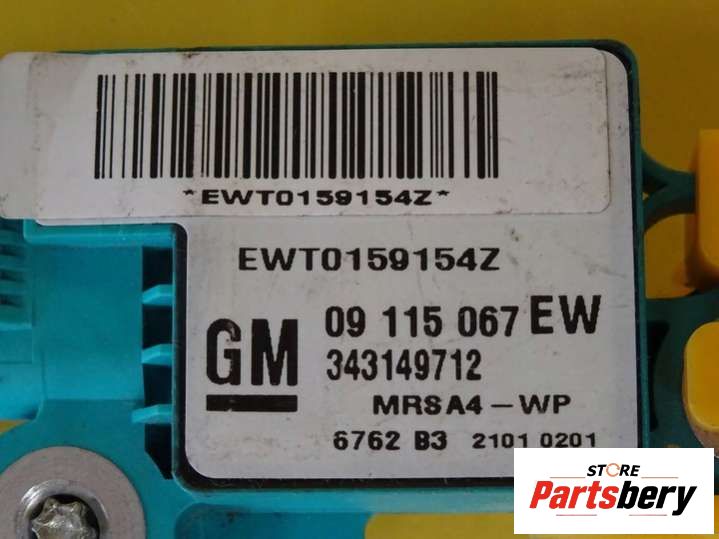 *EWT0159154Z*
EWT0159154Z
GM 09 115 067 EW
343149712
MRSA4-WP
6762 B3 2101 0201
STORE
Partsbery